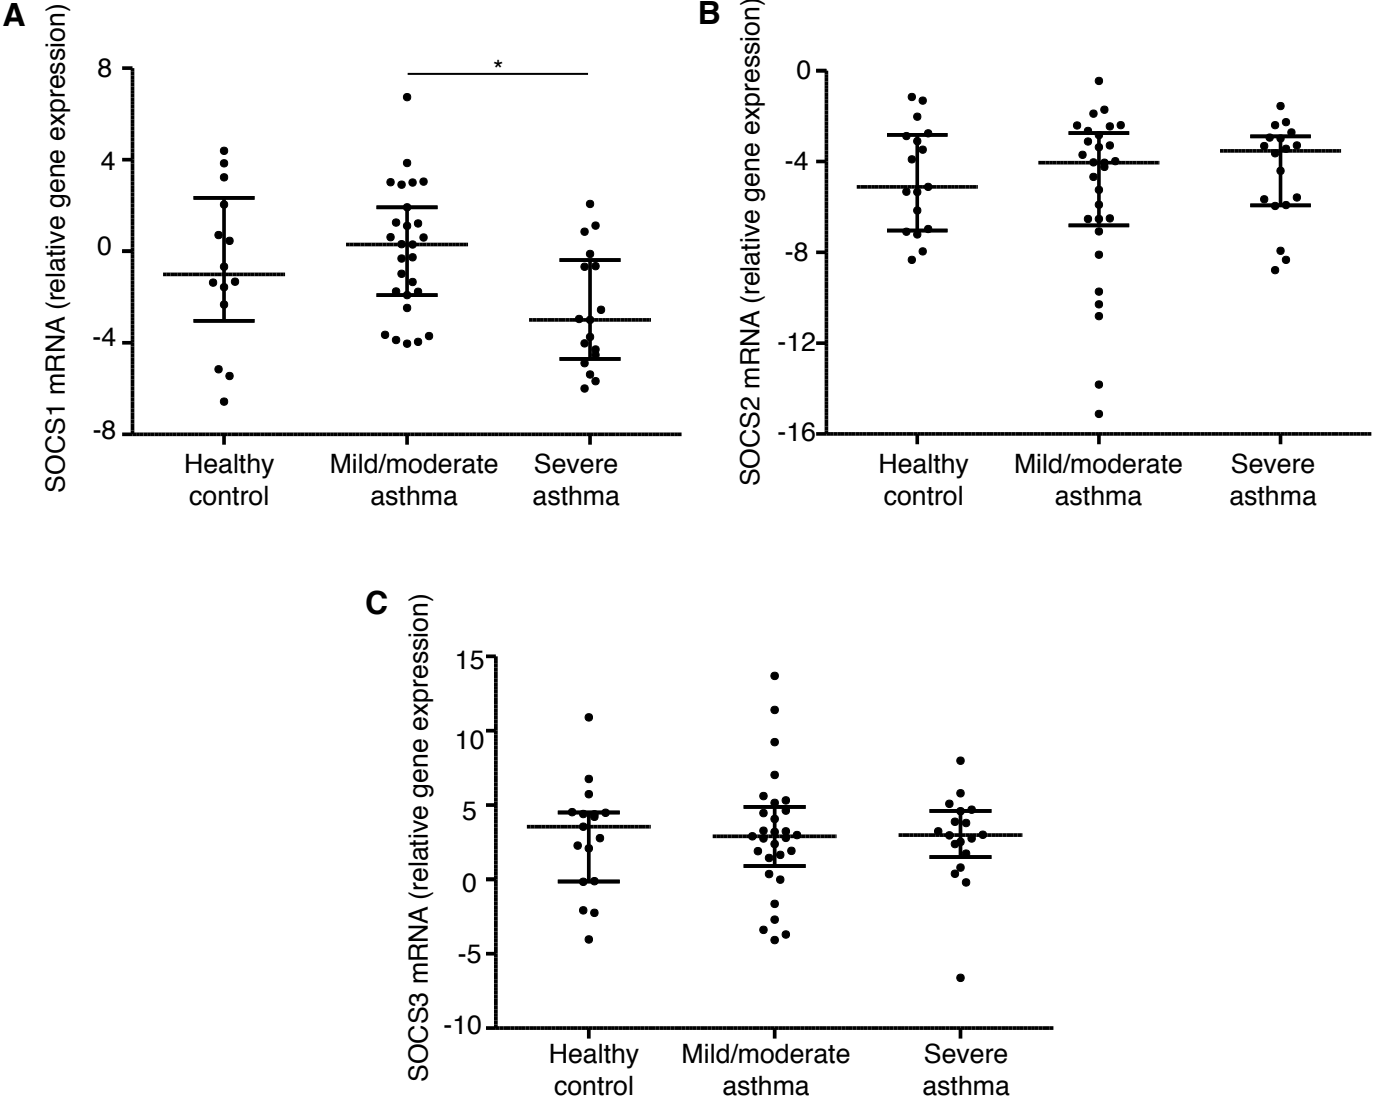 A
SOCS1 mRNA (relative gene expression)
8
4
0
-4
-8
*
Healthy control
Mild/moderate asthma
Severe asthma
B
SOCS2 mRNA (relative gene expression)
0
-4
-8
-12
-16
Healthy control
Mild/moderate asthma
Severe asthma
C
SOCS3 mRNA (relative gene expression)
15
10
5
0
-5
-10
Healthy control
Mild/moderate asthma
Severe asthma